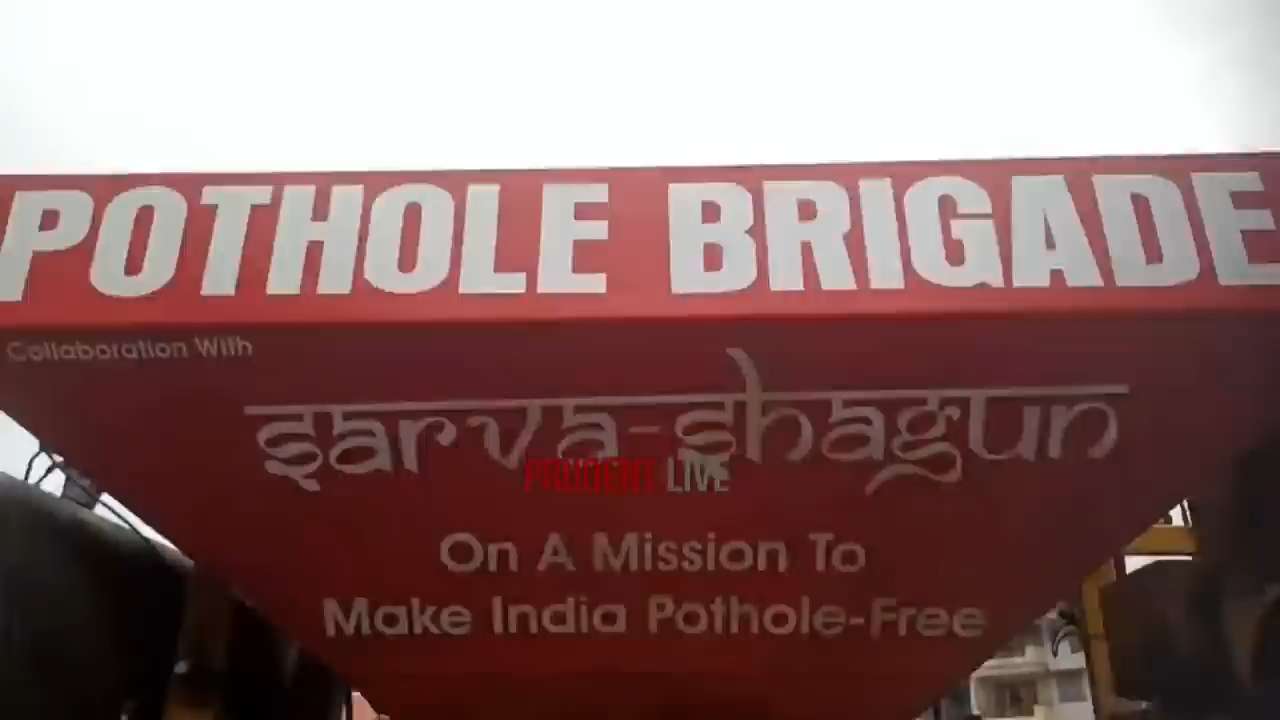 POTHOLE BRIGADE
Collaboration With
sarva-shagun
PRUDENT LIVE
On A Mission To
Make India Pothole-Free